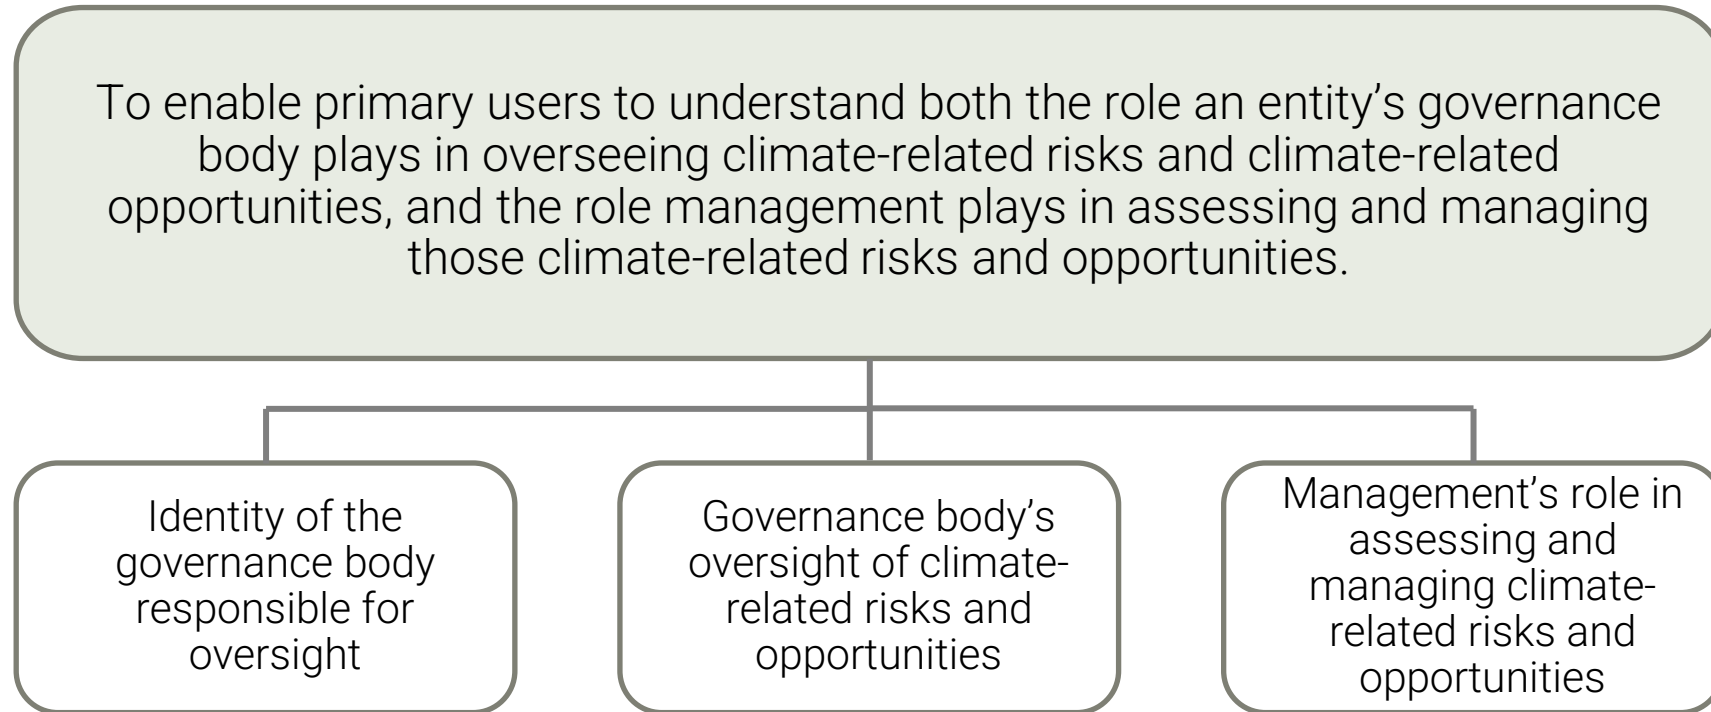 To enable primary users to understand both the role an entity’s governance
body plays in overseeing climate-related risks and climate-related
opportunities, and the role management plays in assessing and managing
those climate-related risks and opportunities.
Identity of the
governance body
responsible for
oversight
Governance body’s
oversight of climate-
related risks and
opportunities
Management’s role in
assessing and
managing climate-
related risks and
opportunities